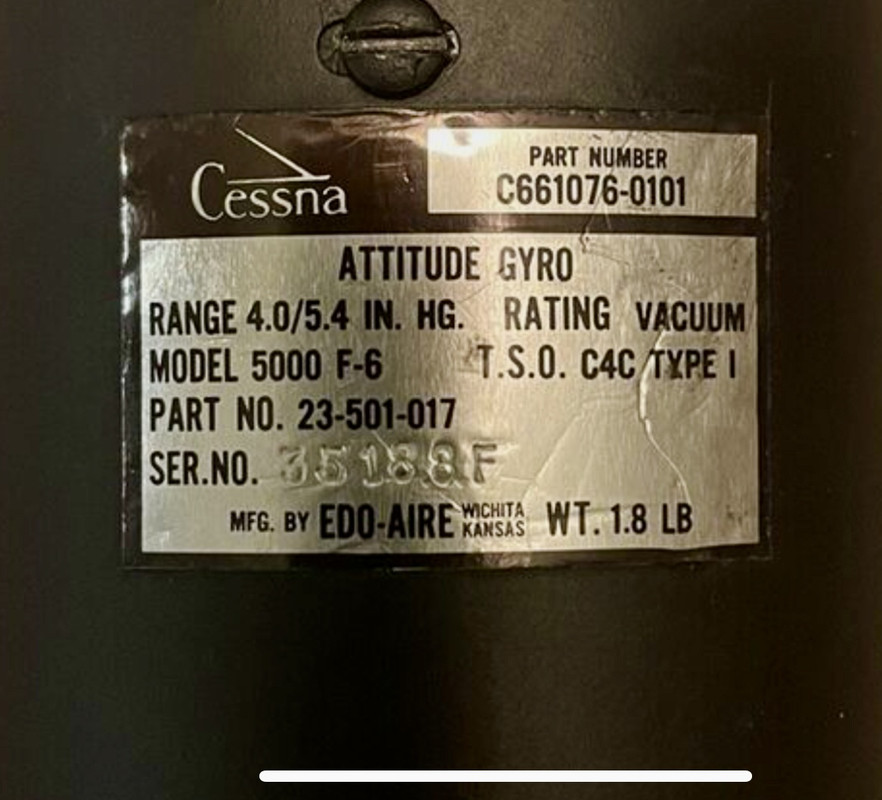 Cessna
PART NUMBER
C661076-0101
ATTITUDE GYRO
RANGE 4.0/5.4 IN. HG. RATING VACUUM
MODEL 5000 F-6 T.S.O. C4C TYPE I
PART NO. 23-501-017
SER.NO. 35188F
MFG. BY EDO-AIRE WICHITA KANSAS WT. 1.8 LB